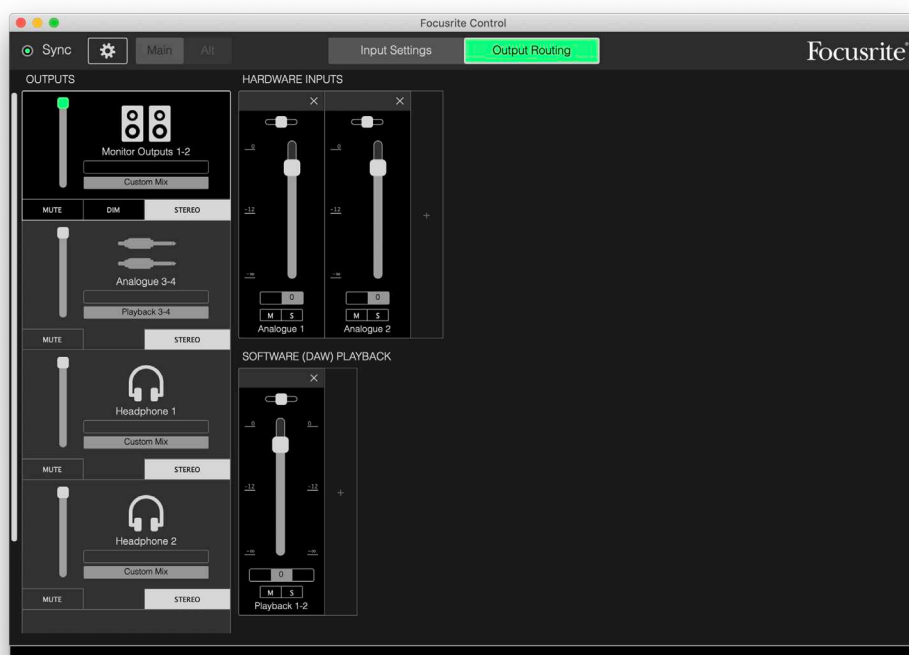 Focusrite Control
Sync
Main
Alt
Input Settings
Output Routing
Focusrite®
OUTPUTS
Monitor Outputs 1-2
Custom Mix
MUTE
DIM
STEREO
Analogue 3-4
Playback 3-4
MUTE
STEREO
Headphone 1
Custom Mix
MUTE
STEREO
Headphone 2
Custom Mix
MUTE
STEREO
HARDWARE INPUTS
0
-12
-∞
0
M S
Analogue 1
0
-12
-∞
0
M S
Analogue 2
+
SOFTWARE (DAW) PLAYBACK
0 0
-12 -12
-∞ -∞
0
M S
Playback 1-2
+